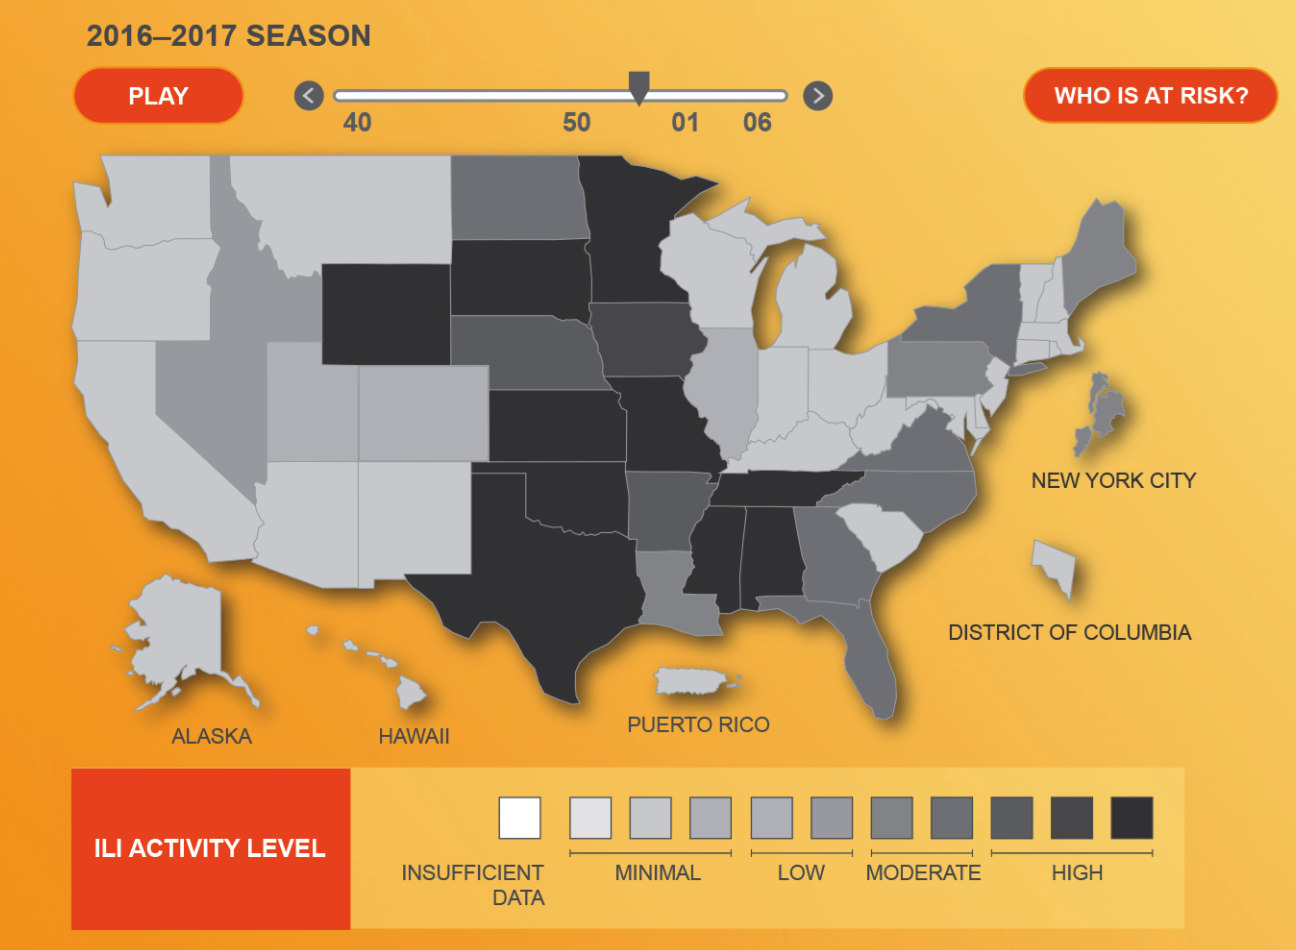 2016–2017 SEASON
PLAY
40 50 01 06
WHO IS AT RISK?
NEW YORK CITY
DISTRICT OF COLUMBIA
PUERTO RICO
ALASKA
HAWAII
ILI ACTIVITY LEVEL
INSUFFICIENT
DATA
MINIMAL
LOW
MODERATE
HIGH